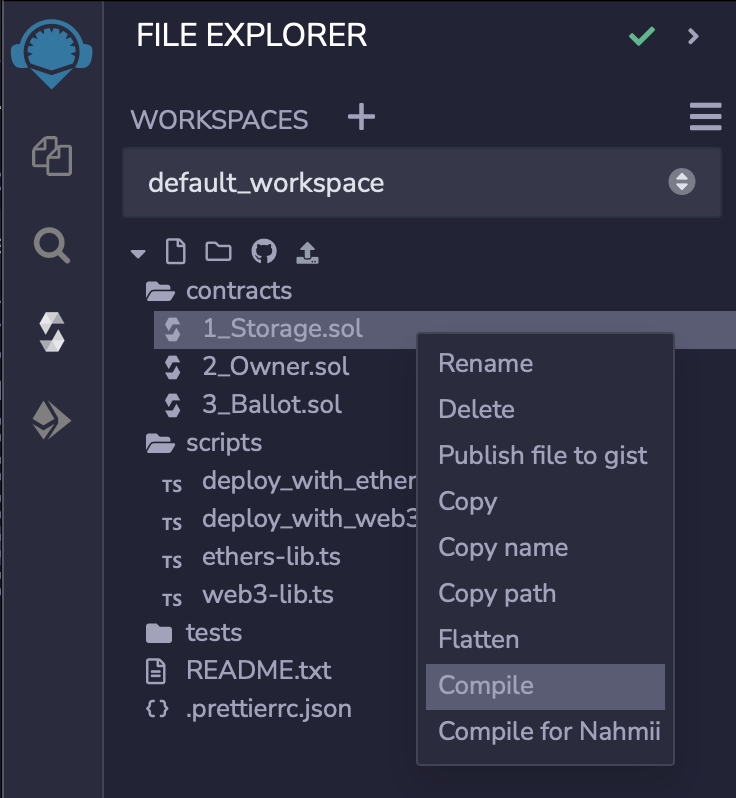 FILE EXPLORER
WORKSPACES
default_workspace
contracts
1_Storage.sol
2_Owner.sol
3_Ballot.sol
scripts
TS deploy_with_ether
TS deploy_with_web3
TS ethers-lib.ts
TS web3-lib.ts
tests
README.txt
{} .prettierrc.json
Rename
Delete
Publish file to gist
Copy
Copy name
Copy path
Flatten
Compile
Compile for Nahmii